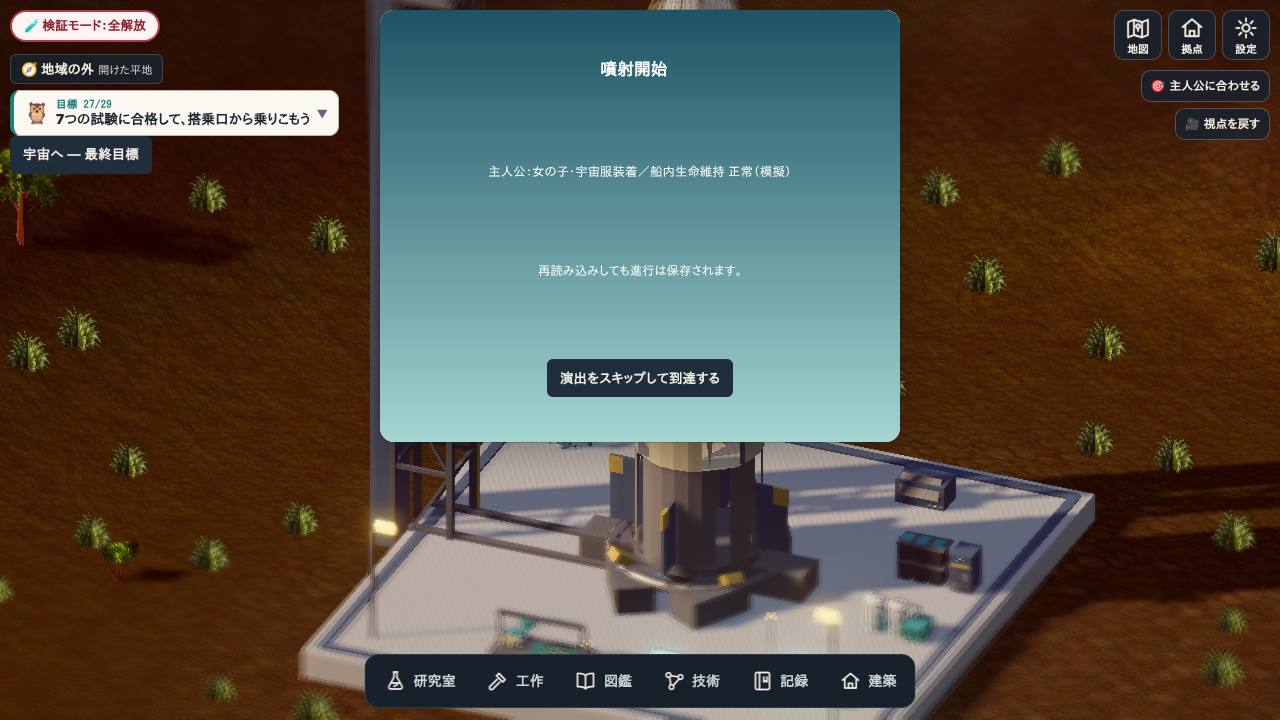 検証モード：全解放
地域の外 開けた平地
目標 27/29
7つの試験に合格して、搭乗口から乗りこもう
宇宙へ — 最終目標
噴射開始
主人公：女の子・宇宙服装着／船内生命維持 正常（模擬）
再読み込みしても進行は保存されます。
演出をスキップして到達する
地図
拠点
設定
主人公に合わせる
視点を戻す
研究室
工作
図鑑
技術
記録
建築